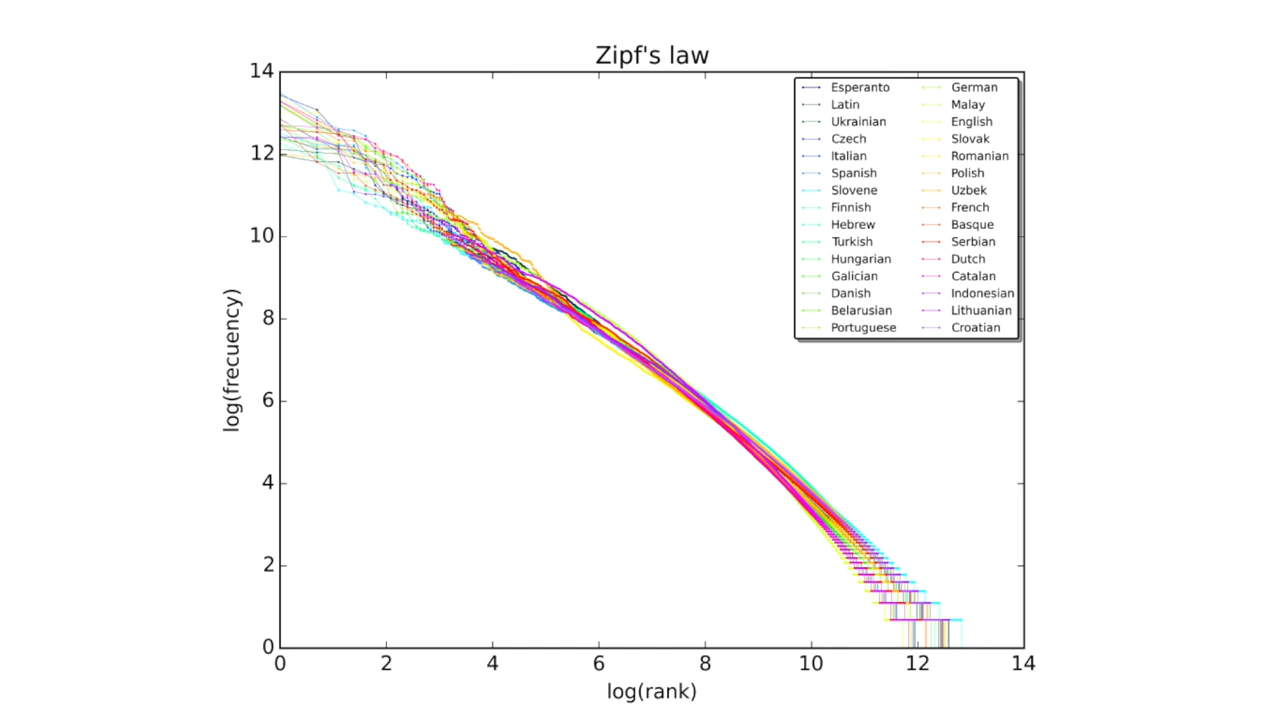 Zipf's law
14
12
10
8
6
4
2
0
log(frecuency)
Esperanto
Latin
Ukrainian
Czech
Italian
Spanish
Slovene
Finnish
Hebrew
Turkish
Hungarian
Galician
Danish
Belarusian
Portuguese
German
Malay
English
Slovak
Romanian
Polish
Uzbek
French
Basque
Serbian
Dutch
Catalan
Indonesian
Lithuanian
Croatian
0 2 4 6 8 10 12 14
log(rank)